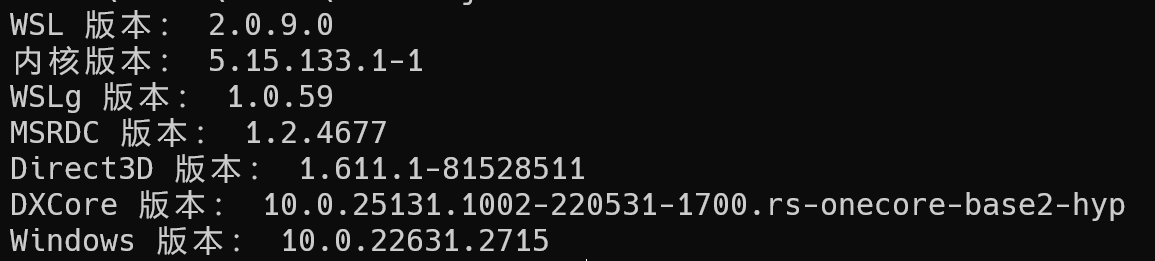 WSL 版本： 2.0.9.0
内核版本： 5.15.133.1-1
WSLg 版本： 1.0.59
MSRDC 版本： 1.2.4677
Direct3D 版本： 1.611.1-81528511
DXCore 版本： 10.0.25131.1002-220531-1700.rs-onecore-base2-hyp
Windows 版本： 10.0.22631.2715